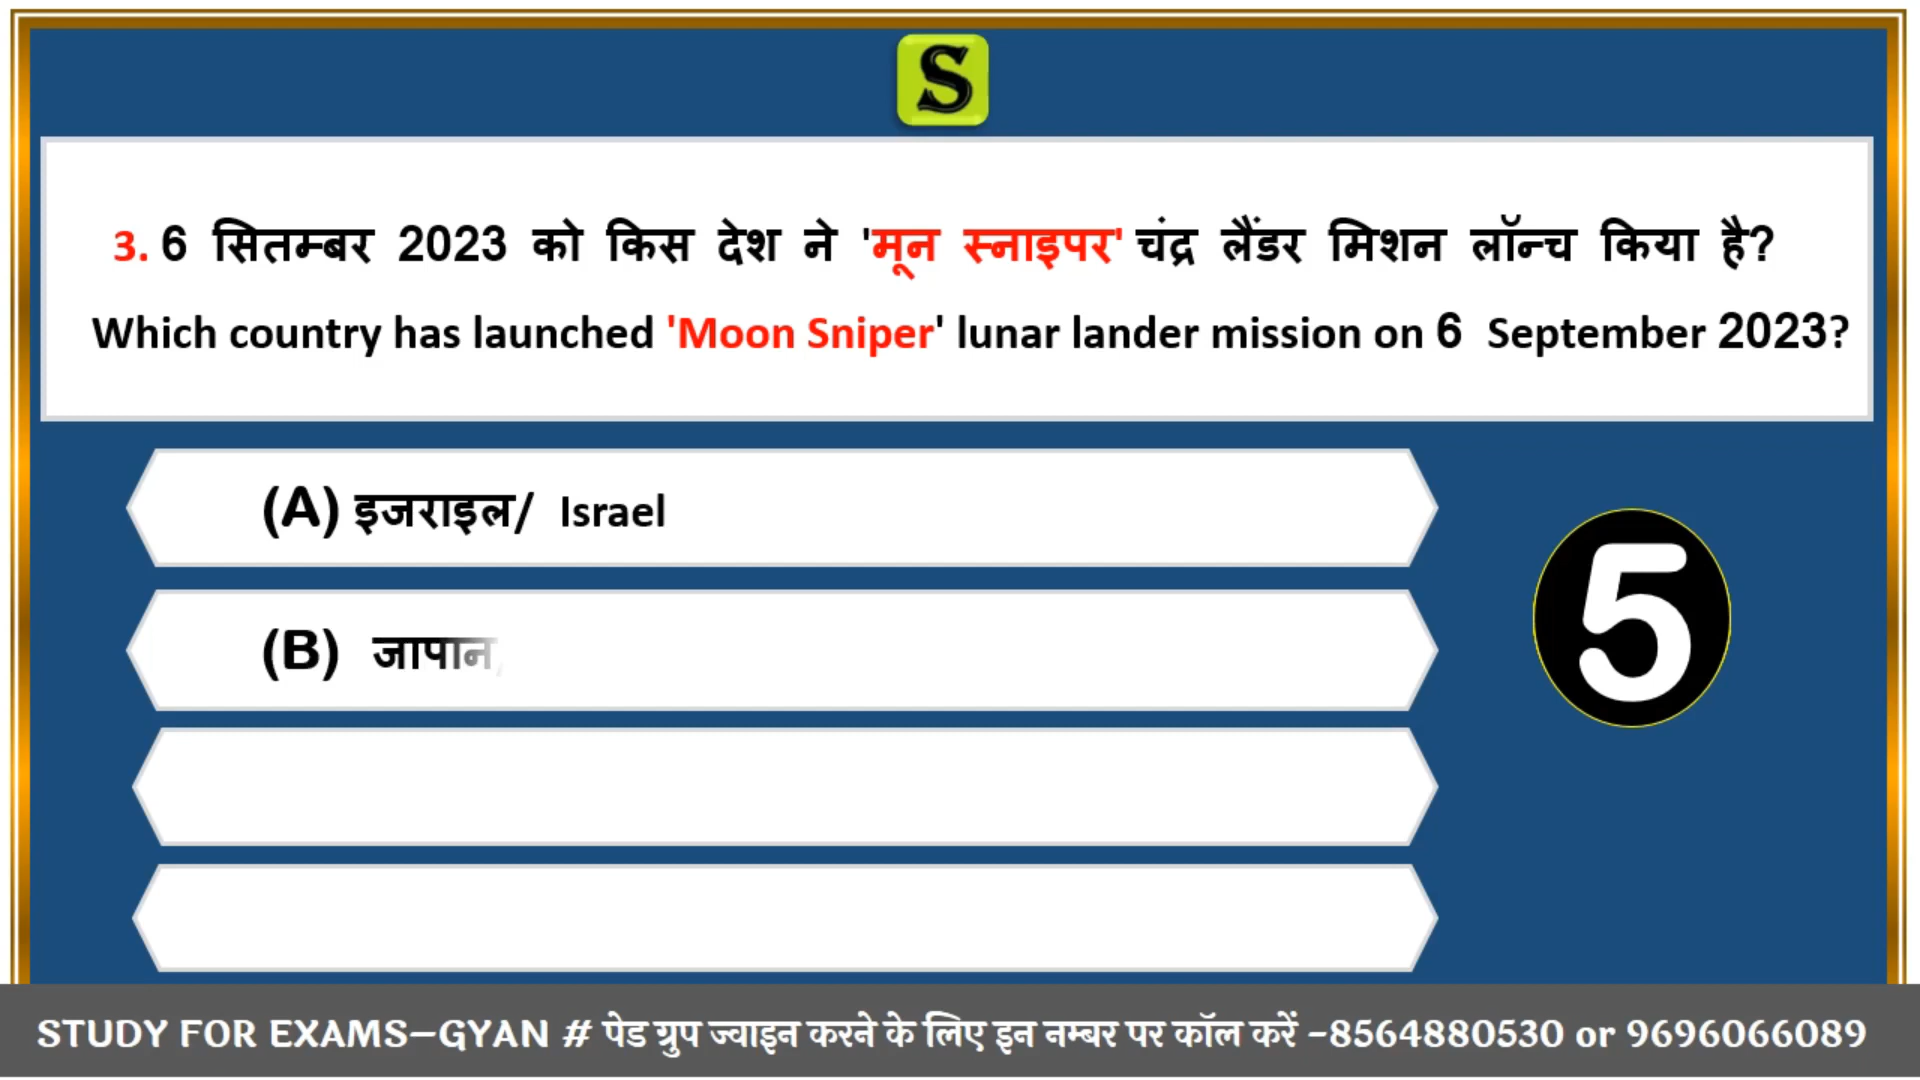 S
3. 6 सितम्बर 2023 को किस देश ने 'मून स्नाइपर' चंद्र लैंडर मिशन लॉन्च किया है?
Which country has launched 'Moon Sniper' lunar lander mission on 6 September 2023?
(A) इजराइल/ Israel
(B) जापान/
5
STUDY FOR EXAMS-GYAN # पेड ग्रुप ज्वाइन करने के लिए इन नम्बर पर कॉल करें -8564880530 or 9696066089